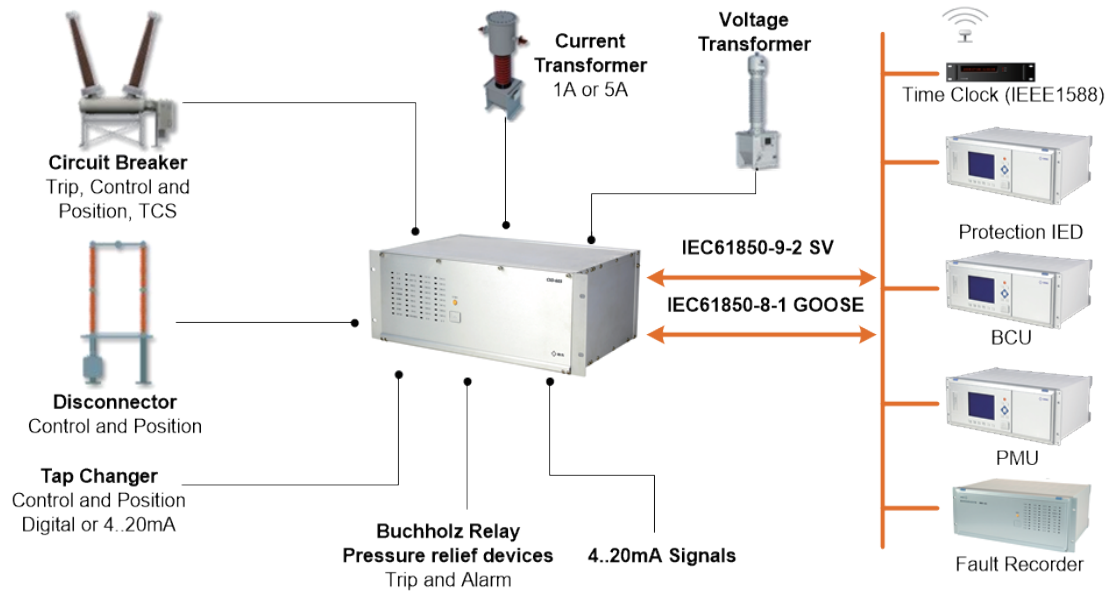 Circuit Breaker
Trip, Control and
Position, TCS
Current
Transformer
1A or 5A
Voltage
Transformer
Time Clock (IEEE1588)
Protection IED
IEC61850-9-2 SV
IEC61850-8-1 GOOSE
BCU
Disconnector
Control and Position
Tap Changer
Control and Position
Digital or 4..20mA
Buchholz Relay
Pressure relief devices
Trip and Alarm
4..20mA Signals
PMU
Fault Recorder